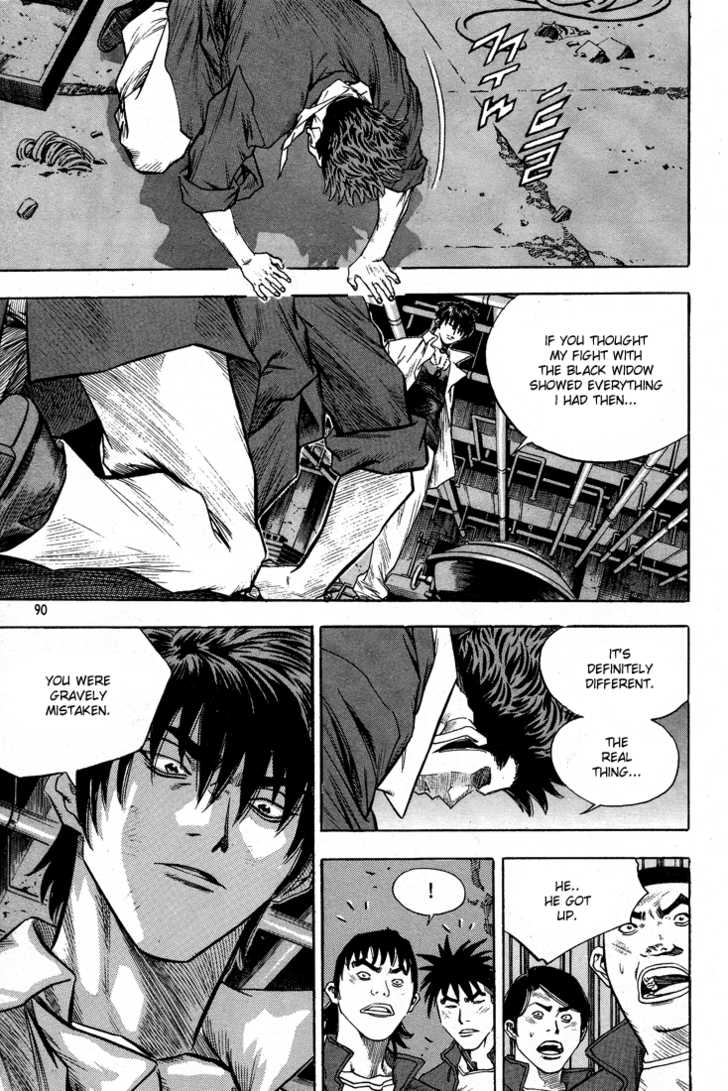 IF YOU THOUGHT
MY FIGHT WITH
THE BLACK WIDOW
SHOWED EVERYTHING
I HAD THEN...
90
IT'S
DEFINITELY
DIFFERENT.
THE
REAL
THING...
YOU WERE
GRAVELY
MISTAKEN.
HE..
HE GOT
UP.
!